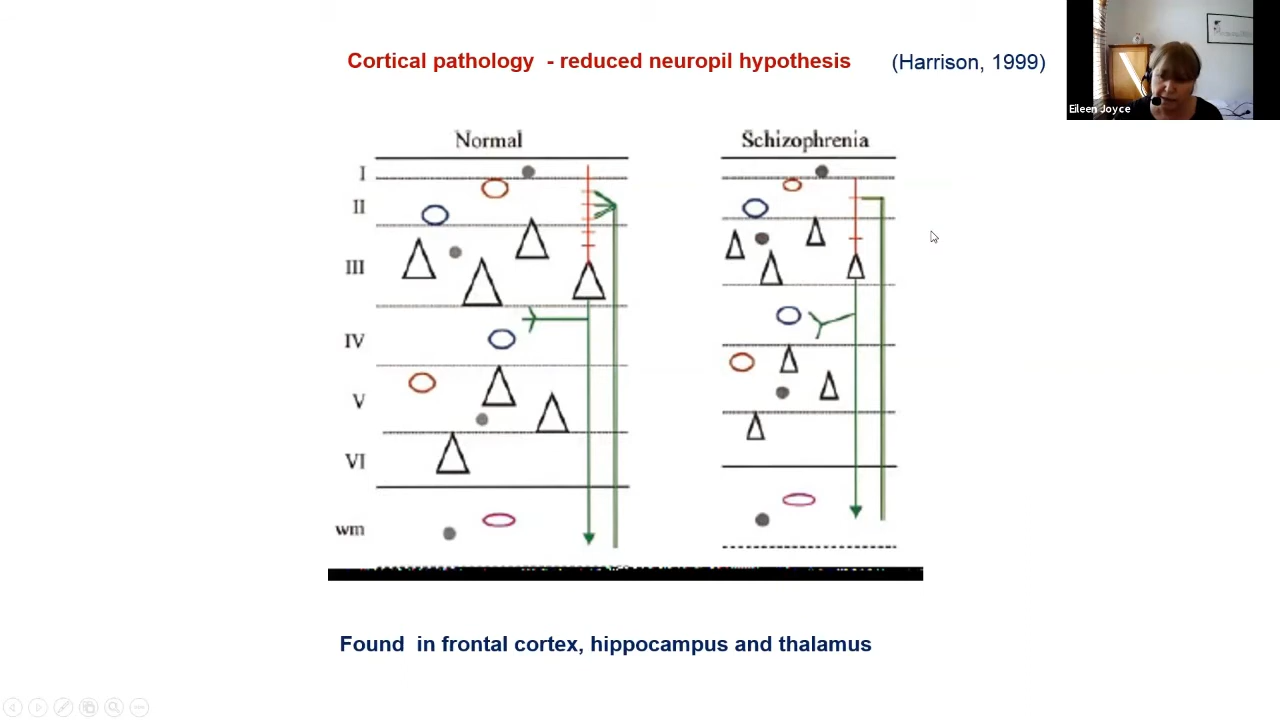 Cortical pathology - reduced neuropil hypothesis (Harrison, 1999)
Eileen Joyce
Normal Schizophrenia
I
II
III
IV
V
VI
wm
Found in frontal cortex, hippocampus and thalamus